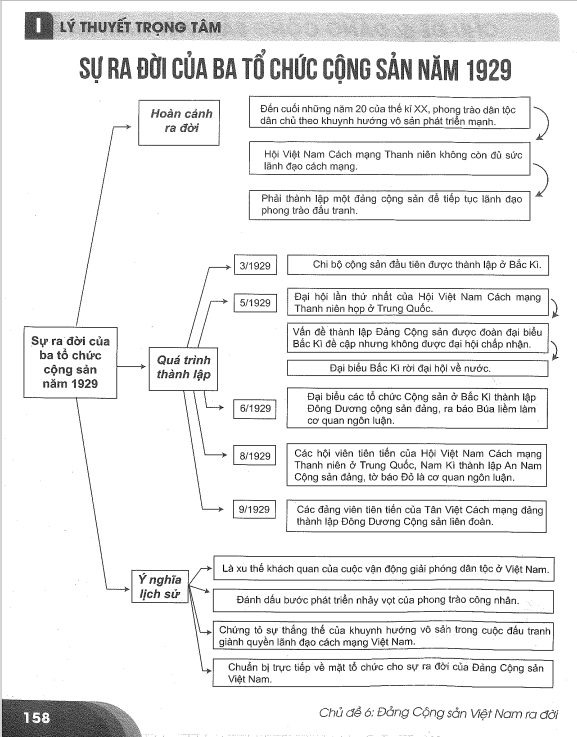 I LÝ THUYẾT TRỌNG TÂM
SỰ RA ĐỜI CỦA BA TỔ CHỨC CỘNG SẢN NĂM 1929
Hoàn cảnh
ra đời
Đến cuối những năm 20 của thế kỉ XX, phong trào dân tộc
dân chủ theo khuynh hướng vô sản phát triển mạnh.
Hội Việt Nam Cách mạng Thanh niên không còn đủ sức
lãnh đạo cách mạng.
Phải thành lập một đảng cộng sản để tiếp tục lãnh đạo
phong trào đấu tranh.
Sự ra đời của
ba tổ chức
cộng sản
năm 1929
Quá trình
thành lập
3/1929
Chi bộ cộng sản đầu tiên được thành lập ở Bắc Kì.
5/1929
Đại hội lần thứ nhất của Hội Việt Nam Cách mạng
Thanh niên họp ở Trung Quốc.
Vấn đề thành lập Đảng Cộng sản được đoàn đại biểu
Bắc Kì đề cập nhưng không được đại hội chấp nhận.
Đại biểu Bắc Kì rời đại hội về nước.
6/1929
Đại biểu các tổ chức Cộng sản ở Bắc Kì thành lập
Đông Dương cộng sản đảng, ra báo Búa liềm làm
cơ quan ngôn luận.
8/1929
Các hội viên tiên tiến của Hội Việt Nam Cách mạng
Thanh niên ở Trung Quốc, Nam Kì thành lập An Nam
Cộng sản đảng, tờ báo Đỏ là cơ quan ngôn luận.
9/1929
Các đảng viên tiên tiến của Tân Việt Cách mạng đảng
thành lập Đông Dương Cộng sản liên đoàn.
Ý nghĩa
lịch sử
Là xu thế khách quan của cuộc vận động giải phóng dân tộc ở Việt Nam.
Đánh dấu bước phát triển nhảy vọt của phong trào công nhân.
Chứng tỏ sự thắng thế của khuynh hướng vô sản trong cuộc đấu tranh
giành quyền lãnh đạo cách mạng Việt Nam.
Chuẩn bị trực tiếp về mặt tổ chức cho sự ra đời của Đảng Cộng sản
Việt Nam.
158
Chủ đề 6: Đảng Cộng sản Việt Nam ra đời